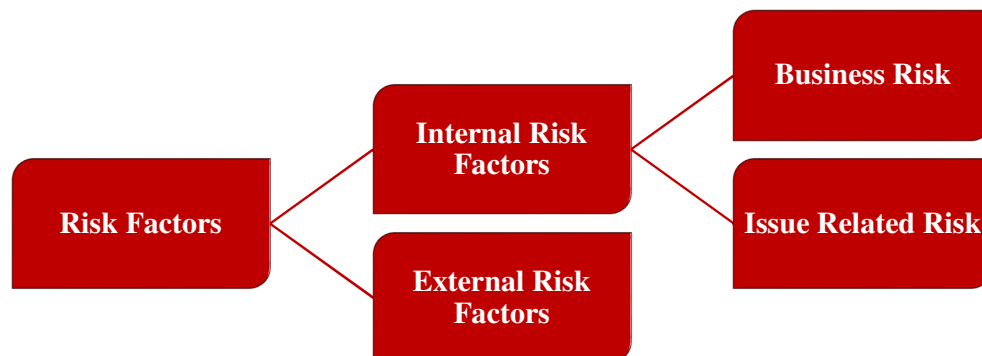 Risk Factors
Internal Risk
Factors
External Risk
Factors
Business Risk
Issue Related Risk